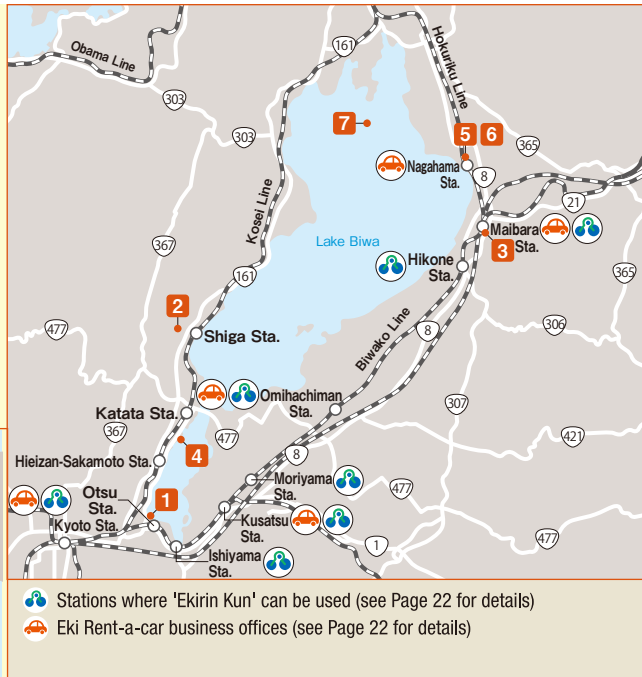 161
Obama Line
Hokuriku Line
303
303
7
5 6
365
Nagahama
Sta.
8
21
Kosei Line
Maibara
Sta.
3
Lake Biwa
367
Hikone
Sta.
161
365
2
477
Shiga Sta.
Biwako Line
8
306
Omihachiman
Sta.
307
Katata Sta.
367
477
421
4
8
Hieizan-Sakamoto Sta.
Moriyama
Sta.
477
Otsu
Sta.
1
Kyoto Sta.
Kusatsu
Sta.
477
1
Ishiyama
Sta.
Stations where 'Ekirin Kun' can be used (see Page 22 for details)
Eki Rent-a-car business offices (see Page 22 for details)